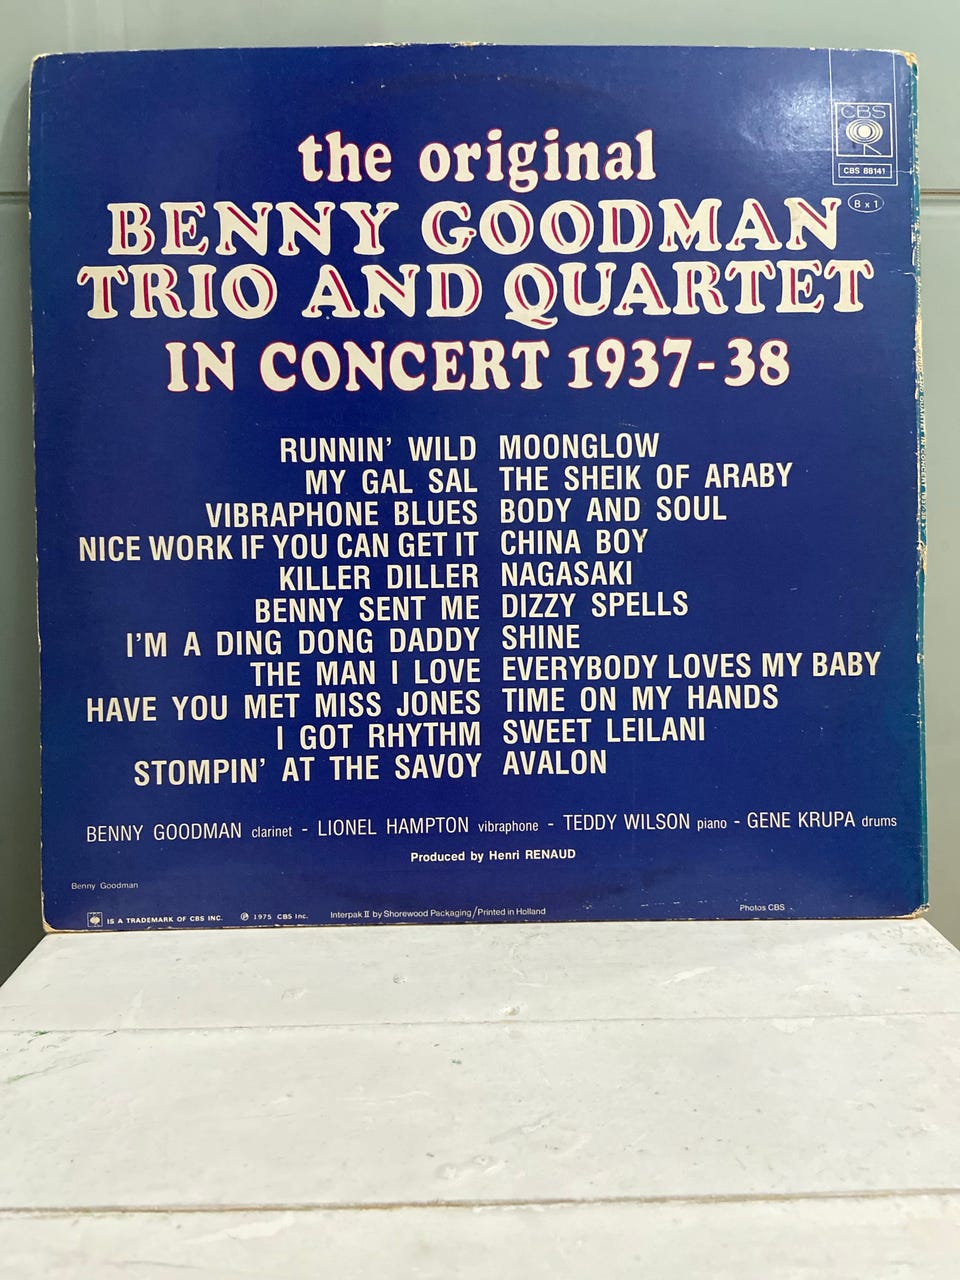 CBS
CBS 88141
B x 1
the original
BENNY GOODMAN
TRIO AND QUARTET
IN CONCERT 1937-38
RUNNIN' WILD MOONGLOW
MY GAL SAL THE SHEIK OF ARABY
VIBRAPHONE BLUES BODY AND SOUL
NICE WORK IF YOU CAN GET IT CHINA BOY
KILLER DILLER NAGASAKI
BENNY SENT ME DIZZY SPELLS
I'M A DING DONG DADDY SHINE
THE MAN I LOVE EVERYBODY LOVES MY BABY
HAVE YOU MET MISS JONES TIME ON MY HANDS
I GOT RHYTHM SWEET LEILANI
STOMPIN' AT THE SAVOY AVALON
BENNY GOODMAN clarinet - LIONEL HAMPTON vibraphone - TEDDY WILSON piano - GENE KRUPA drums
Produced by Henri RENAUD
Benny Goodman
IS A TRADEMARK OF CBS INC. ℗ 1975 CBS Inc. Interpak II by Shorewood Packaging/Printed in Holland Photos CBS